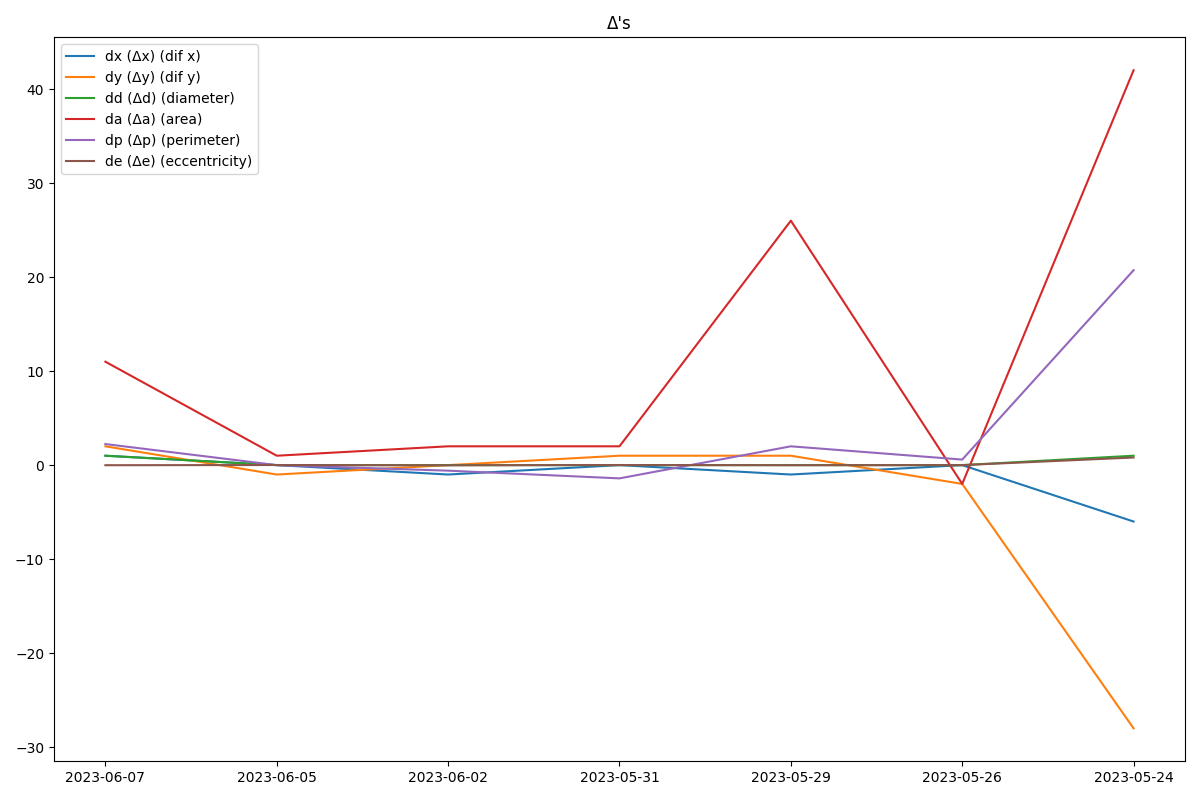 Δ's
dx (Δx) (dif x)
dy (Δy) (dif y)
dd (Δd) (diameter)
da (Δa) (area)
dp (Δp) (perimeter)
de (Δe) (eccentricity)
40
30
20
10
0
−10
−20
−30
2023-06-07 2023-06-05 2023-06-02 2023-05-31 2023-05-29 2023-05-26 2023-05-24